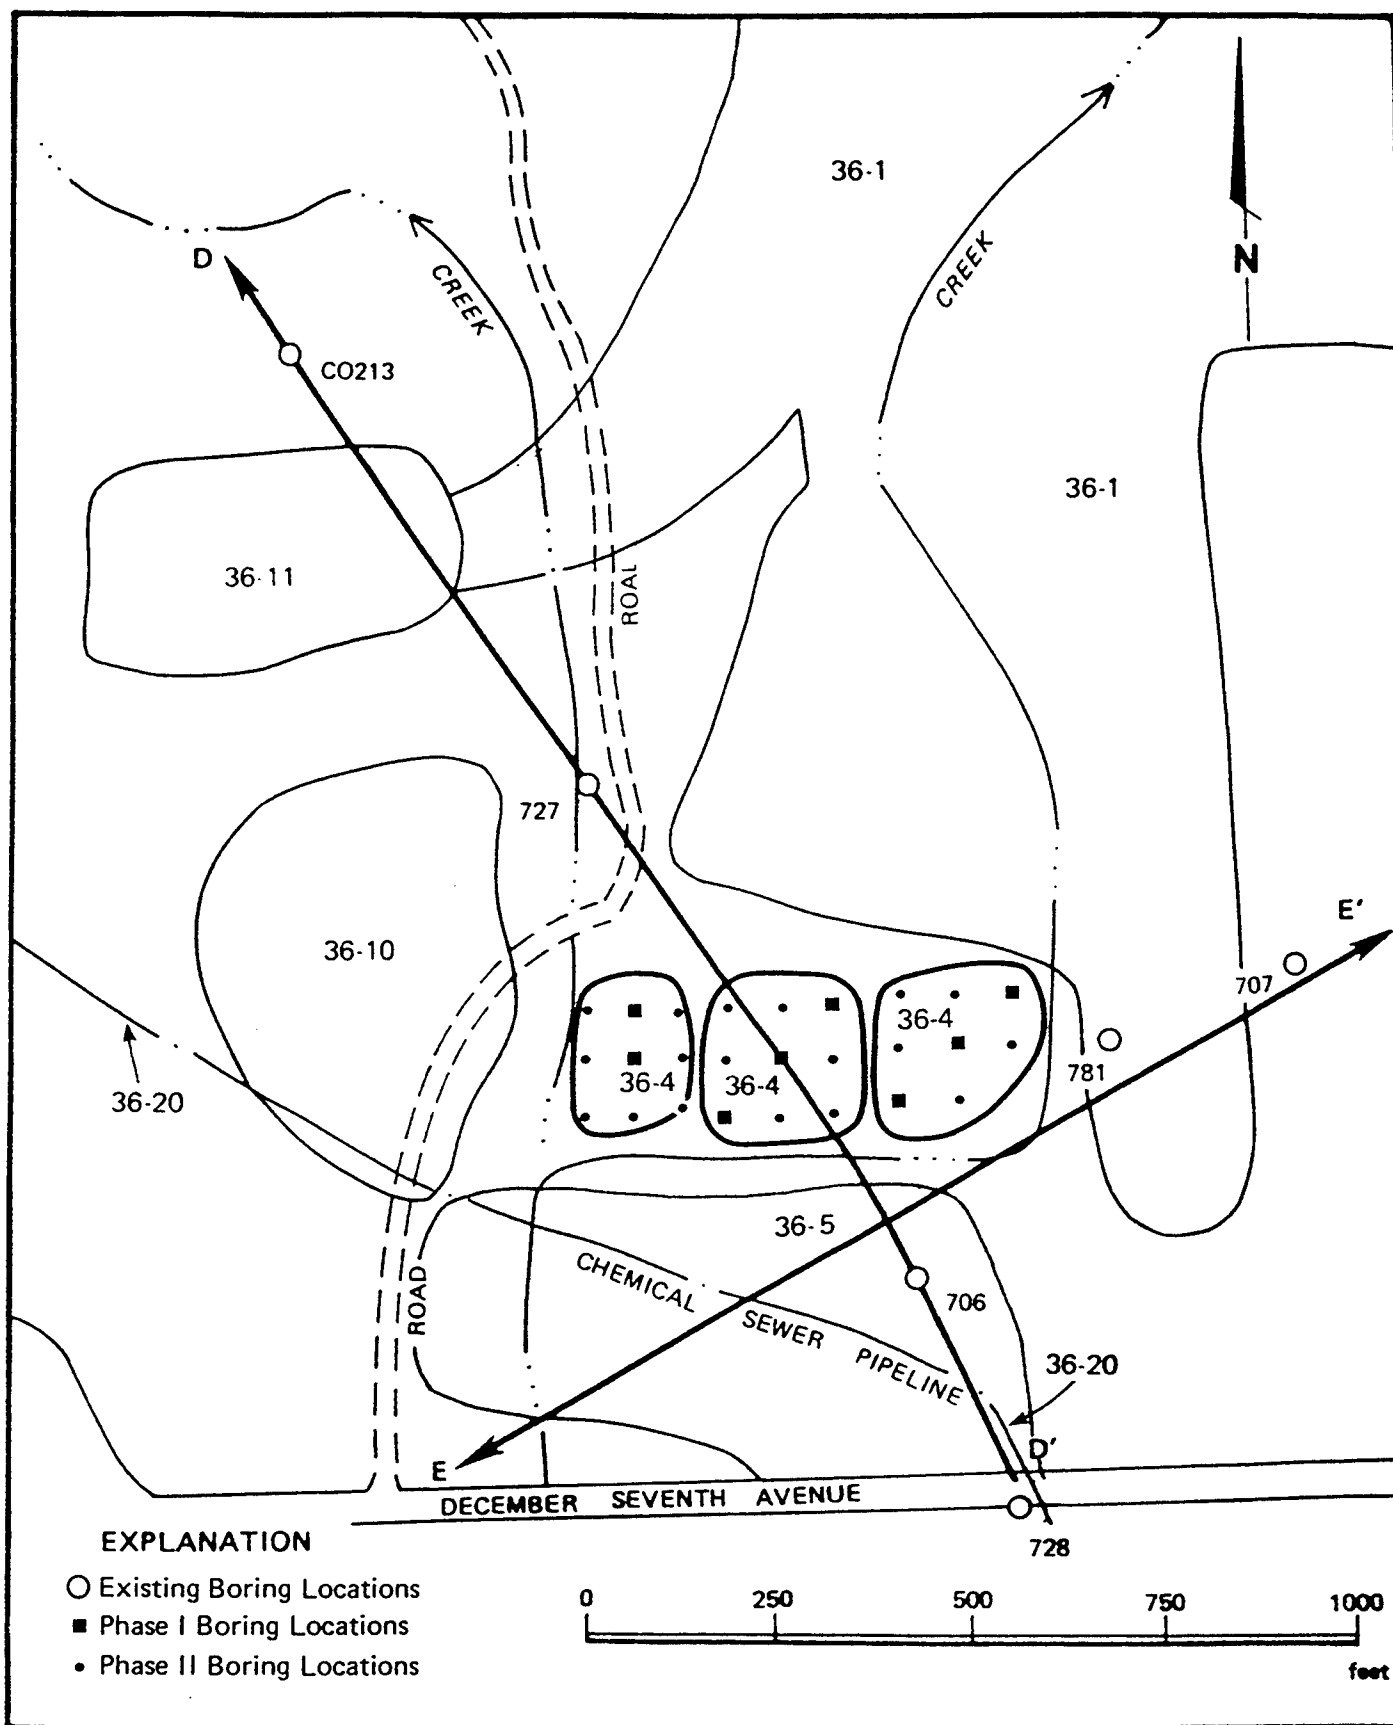 36-1
N
D
CREEK
CREEK
CO213
36-1
36-11
ROAD
727
36-10
E'
707
36-4
36-4
36-4
781
36-20
36-5
CHEMICAL SEWER PIPELINE
706
ROAD
36-20
D'
E
DECEMBER SEVENTH AVENUE
728
EXPLANATION
Existing Boring Locations
Phase I Boring Locations
Phase II Boring Locations
0 250 500 750 1000
feet